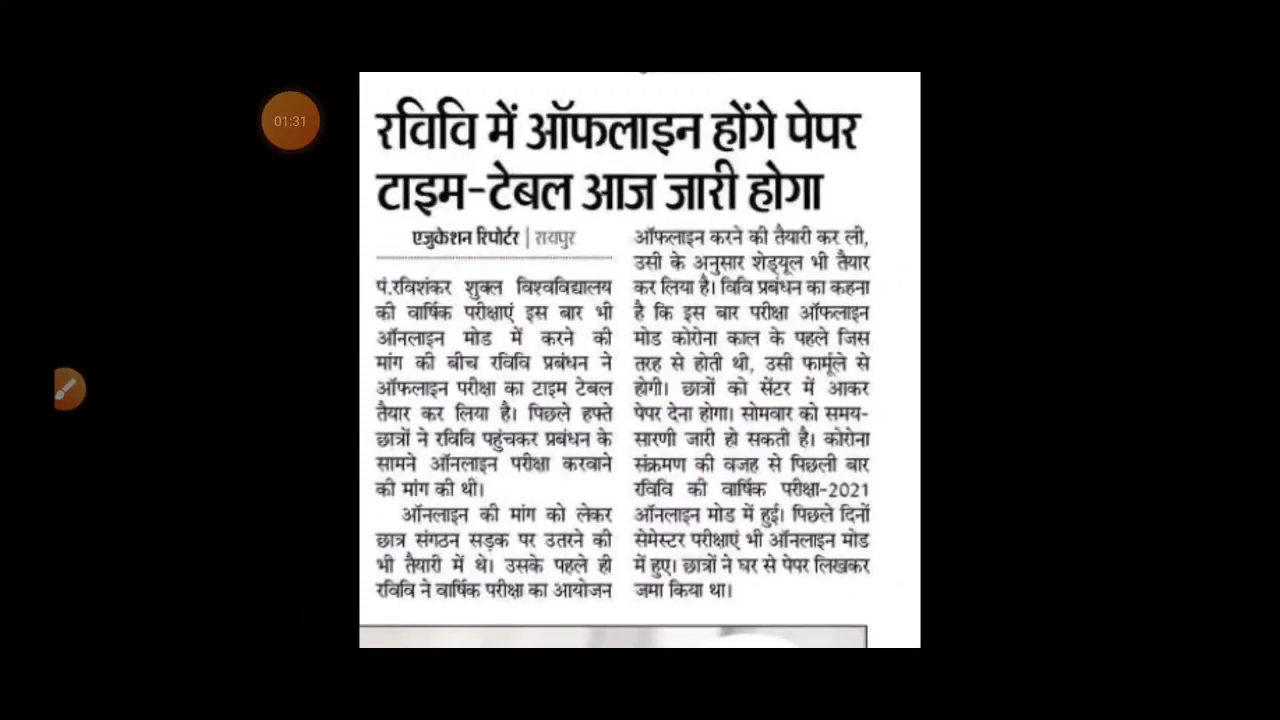 01:31
रविवि में ऑफलाइन होंगे पेपर
टाइम-टेबल आज जारी होगा
एजुकेशन रिपोर्टर | रायपुर
पं.रविशंकर शुक्ल विश्वविद्यालय
की वार्षिक परीक्षाएं इस बार भी
ऑनलाइन मोड में करने की
मांग की बीच रविवि प्रबंधन ने
ऑफलाइन परीक्षा का टाइम टेबल
तैयार कर लिया है। पिछले हफ्ते
छात्रों ने रविवि पहुंचकर प्रबंधन के
सामने ऑनलाइन परीक्षा करवाने
की मांग की थी।
ऑनलाइन की मांग को लेकर
छात्र संगठन सड़क पर उतरने की
भी तैयारी में थे। उसके पहले ही
रविवि ने वार्षिक परीक्षा का आयोजन
ऑफलाइन करने की तैयारी कर ली,
उसी के अनुसार शेड्यूल भी तैयार
कर लिया है। विवि प्रबंधन का कहना
है कि इस बार परीक्षा ऑफलाइन
मोड कोरोना काल के पहले जिस
तरह से होती थी, उसी फार्मूले से
होगी। छात्रों को सेंटर में आकर
पेपर देना होगा। सोमवार को समय-
सारणी जारी हो सकती है। कोरोना
संक्रमण की वजह से पिछली बार
रविवि की वार्षिक परीक्षा-2021
ऑनलाइन मोड में हुई। पिछले दिनों
सेमेस्टर परीक्षाएं भी ऑनलाइन मोड
में हुए। छात्रों ने घर से पेपर लिखकर
जमा किया था।